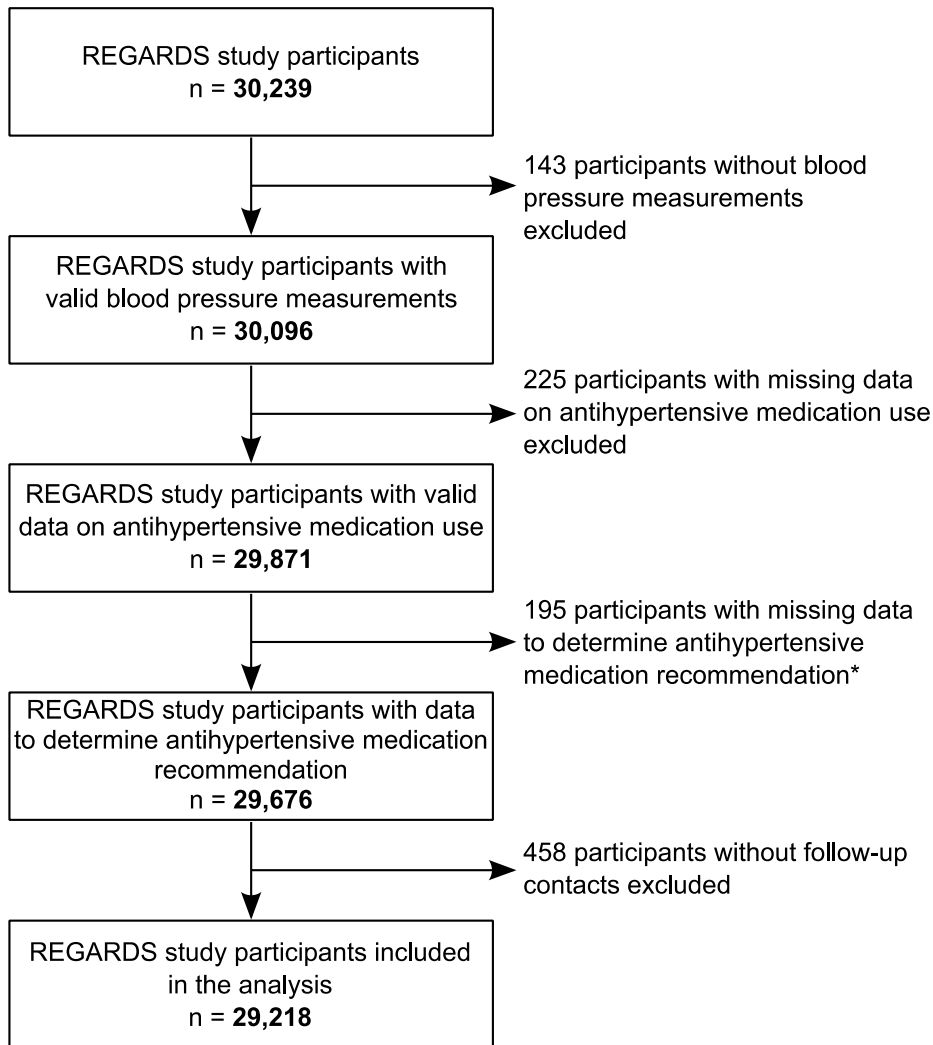 REGARDS study participants
n = 30,239
143 participants without blood
pressure measurements
excluded
REGARDS study participants with
valid blood pressure measurements
n = 30,096
225 participants with missing data
on antihypertensive medication use
excluded
REGARDS study participants with valid
data on antihypertensive medication use
n = 29,871
195 participants with missing data
to determine antihypertensive
medication recommendation*
REGARDS study participants with data
to determine antihypertensive medication
recommendation
n = 29,676
458 participants without follow-up
contacts excluded
REGARDS study participants included
in the analysis
n = 29,218